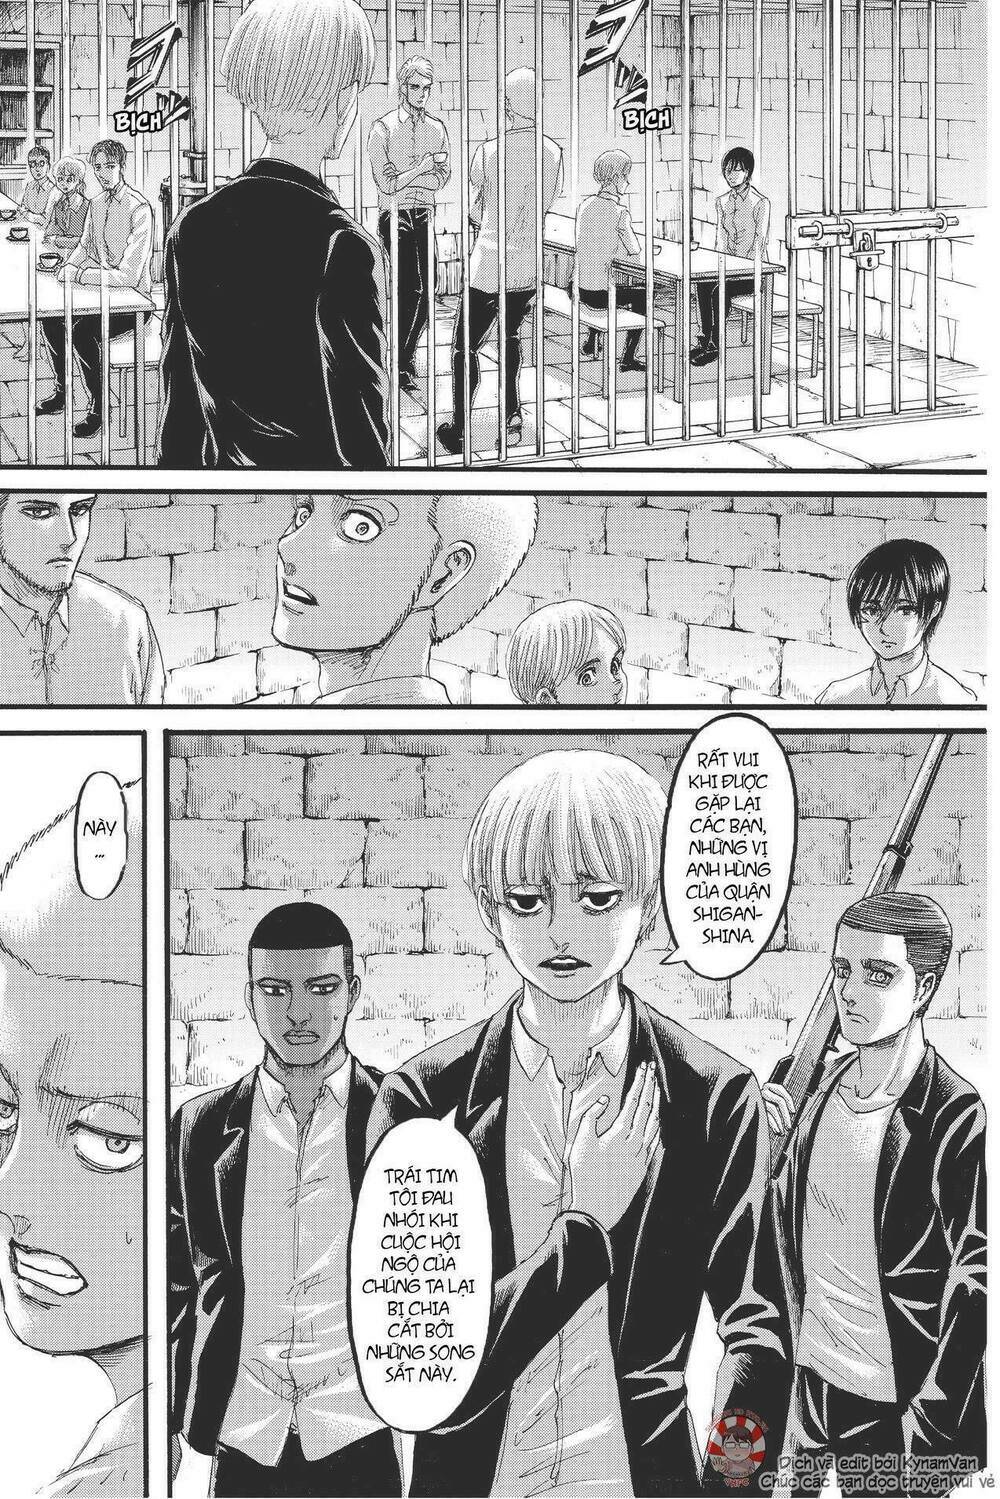 BỊCH
BỊCH
RẤT VUI
KHI ĐƯỢC
GẶP LẠI
CÁC BẠN,
NHỮNG VỊ
ANH HÙNG
CỦA QUẬN
SHIGAN-
SHINA.
NÀY
...
TRÁI TIM
TÔI ĐAU
NHÓI KHI
CUỘC HỘI
NGỘ CỦA
CHÚNG TA LẠI
BỊ CHIA
CẮT BỞI
NHỮNG SONG
SẮT NÀY.
Dịch và edit bởi KynamVan
Chúc các bạn đọc truyện vui vẻ